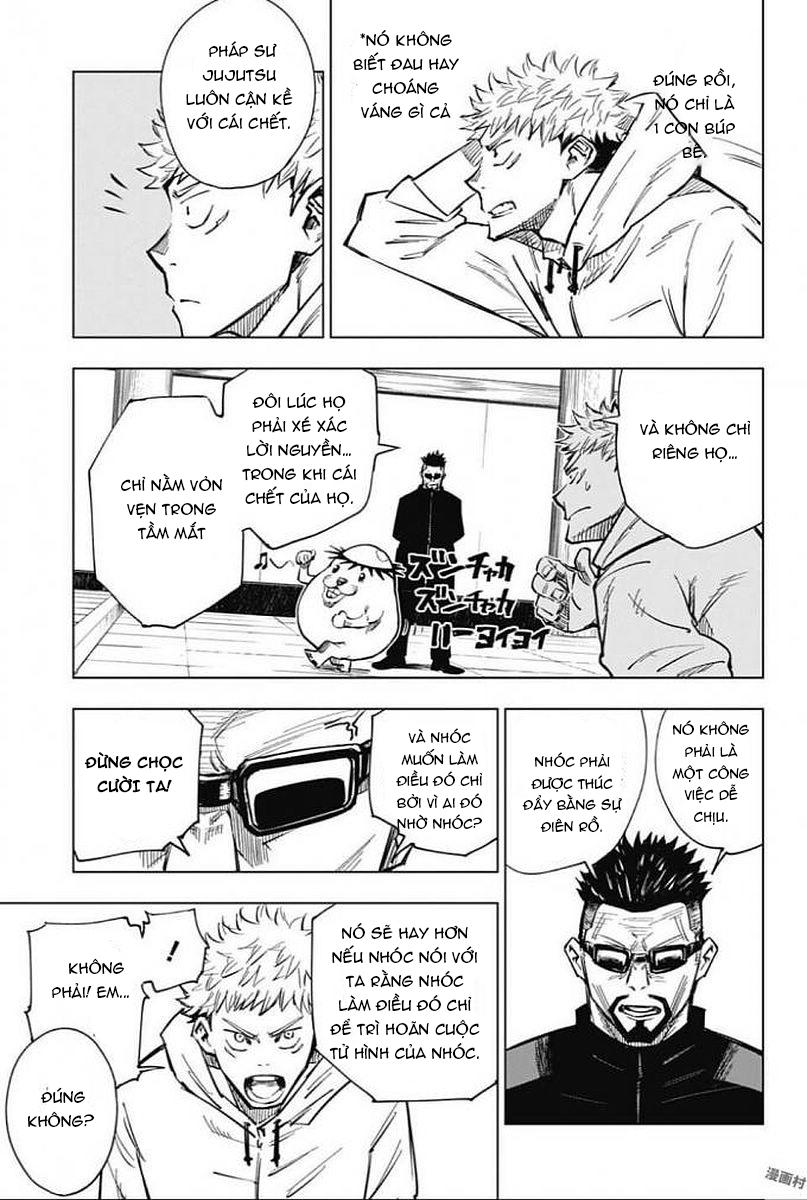 ĐÚNG RỒI,
NÓ CHỈ LÀ
1 CON BÚP
BÊ.
*NÓ KHÔNG
BIẾT ĐAU HAY
CHOÁNG
VÁNG GÌ CẢ
PHÁP SƯ
JUJUTSU
LUÔN CẬN KỀ
VỚI CÁI CHẾT.
VÀ KHÔNG CHỈ
RIÊNG HỌ...
ĐÔI LÚC HỌ
PHẢI XÉ XÁC
LỜI NGUYỀN...
TRONG KHI CÁI
CHẾT CỦA HỌ.
CHỈ NẰM VỎN
VẸN TRONG
TẦM MẮT
ズンチャカ
ズンチャカ
ハーヨイヨイ
NÓ KHÔNG
PHẢI LÀ
MỘT CÔNG
VIỆC DỄ
CHỊU.
NHÓC PHẢI
ĐƯỢC THÚC
ĐẨY BẰNG SỰ
ĐIÊN RỒ.
VÀ NHÓC
MUỐN LÀM
ĐIỀU ĐÓ CHỈ
BỞI VÌ AI ĐÓ
NHỜ NHÓC?
ĐỪNG CHỌC
CƯỜI TA!
NÓ SẼ HAY HƠN
NẾU NHÓC NÓI VỚI
TA RẰNG NHÓC
LÀM ĐIỀU ĐÓ CHỈ
ĐỂ TRÌ HOÃN CUỘC
TỬ HÌNH CỦA NHÓC.
!
KHÔNG
PHẢI! EM...
ĐÚNG
KHÔNG?
漫画村